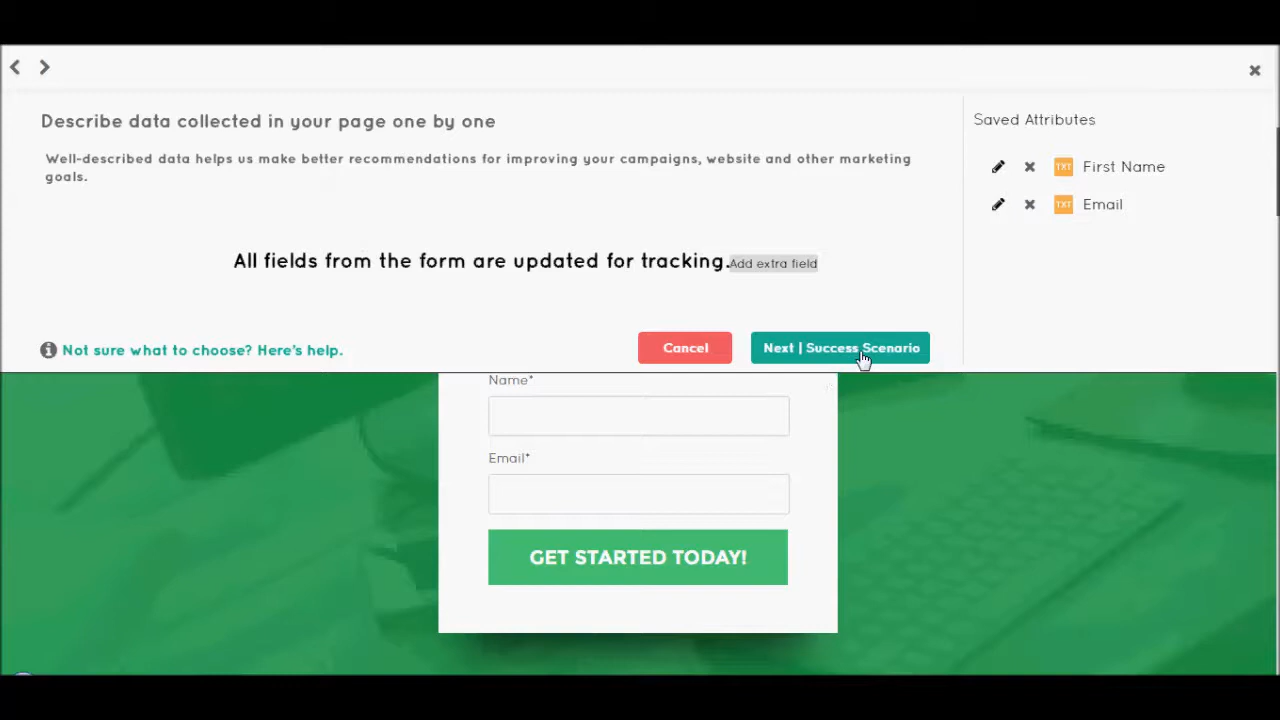 Describe data collected in your page one by one
Well-described data helps us make better recommendations for improving your campaigns, website and other marketing
goals.
All fields from the form are updated for tracking. Add extra field
Not sure what to choose? Here's help.
Cancel
Next | Success Scenario
Saved Attributes
TXT First Name
TXT Email
Name*
Email*
GET STARTED TODAY!